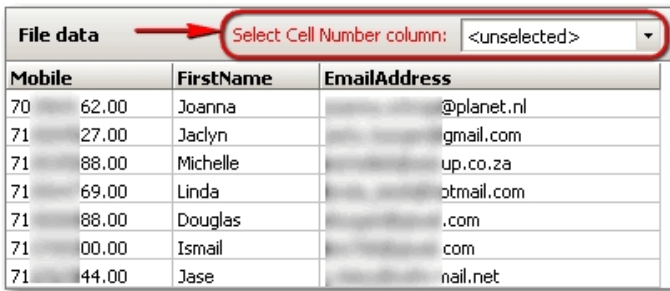 File data Select Cell Number column: <unselected>
Mobile FirstName EmailAddress
70 62.00 Joanna @planet.nl
71 27.00 Jaclyn gmail.com
71 88.00 Michelle up.co.za
71 69.00 Linda otmail.com
71 88.00 Douglas .com
71 00.00 Ismail com
71 44.00 Jase mail.net